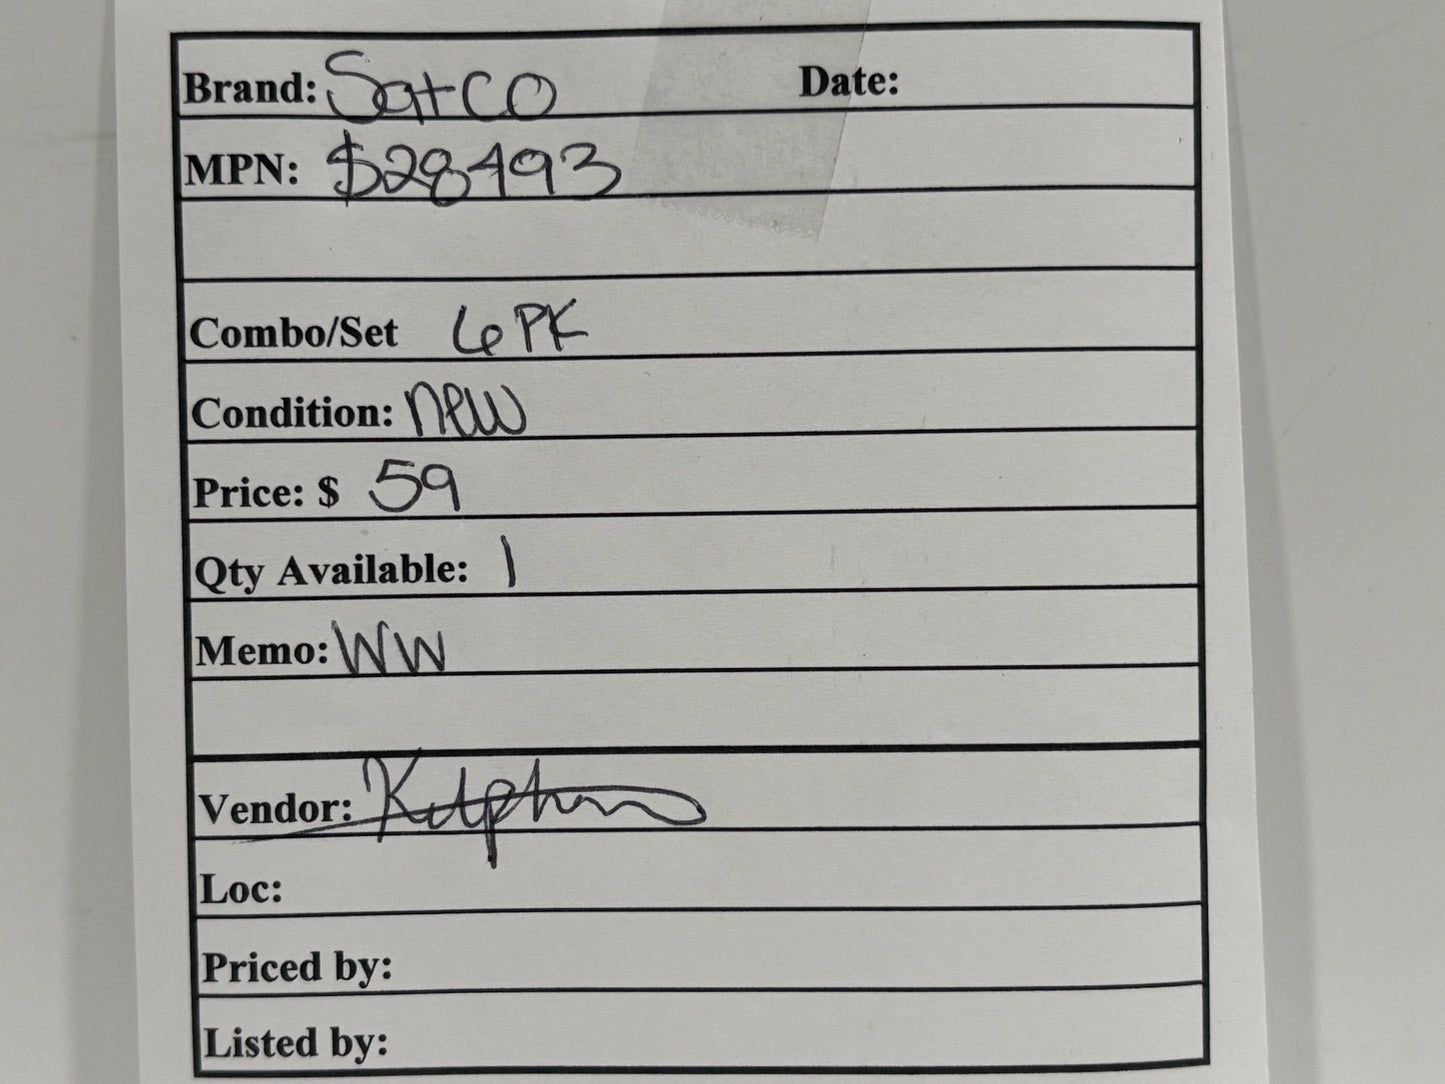 Brand: Satco Date:
MPN: $28493
Combo/Set 6PK
Condition: new
Price: $ 59
Qty Available: 1
Memo: WW
Vendor:
Loc:
Priced by:
Listed by: